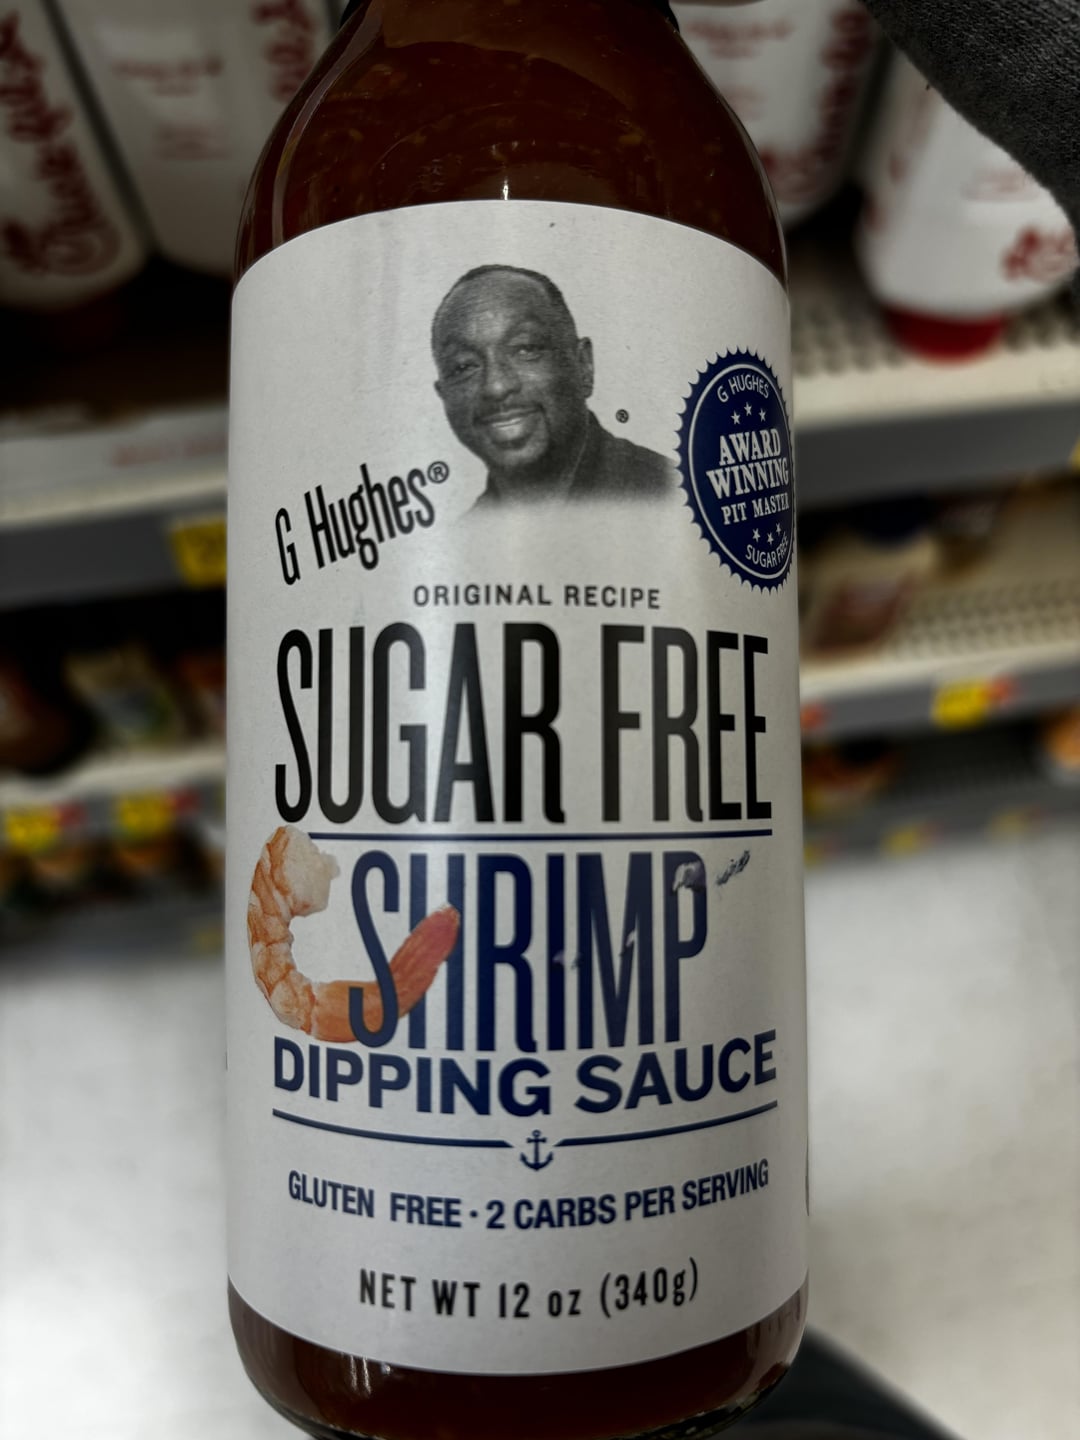 G Hughes®
®
G HUGHES
AWARD
WINNING
PIT MASTER
SUGAR FREE
ORIGINAL RECIPE
SUGAR FREE
SHRIMP
DIPPING SAUCE
GLUTEN FREE · 2 CARBS PER SERVING
NET WT 12 oz (340g)